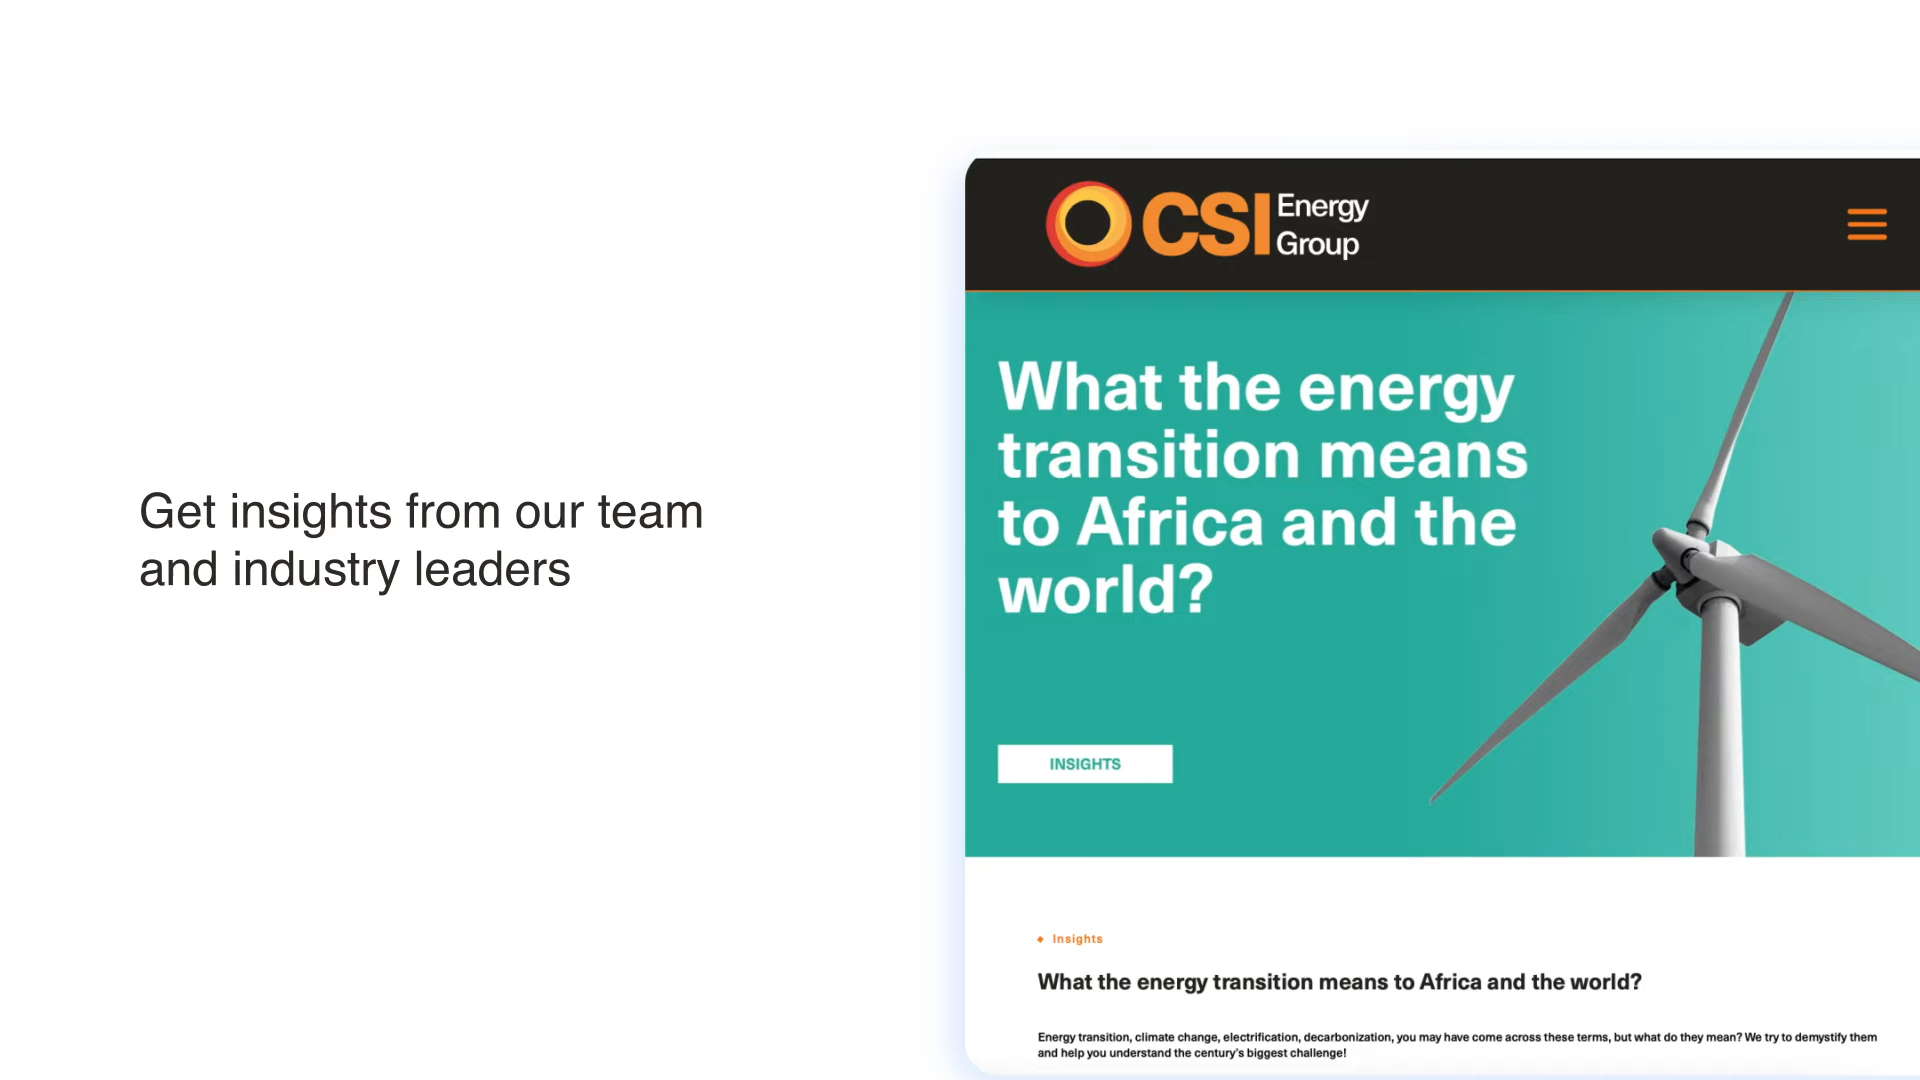 Get insights from our team
and industry leaders
CSI Energy
Group
What the energy
transition means
to Africa and the
world?
INSIGHTS
Insights
What the energy transition means to Africa and the world?
Energy transition, climate change, electrification, decarbonization, you may have come across these terms, but what do they mean? We try to demystify them
and help you understand the century's biggest challenge!